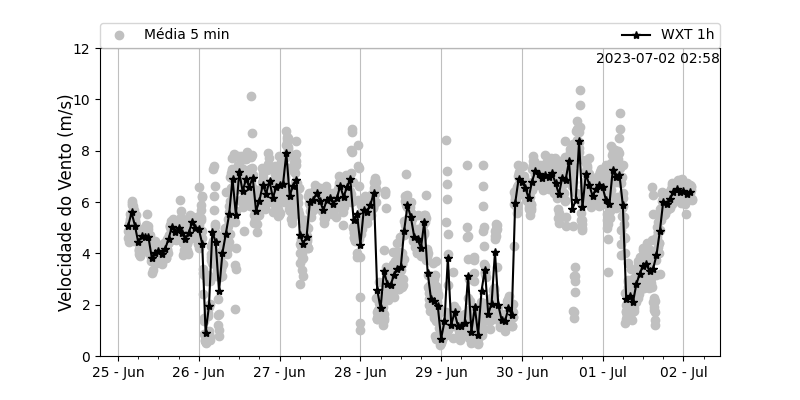 Média 5 min
WXT 1h
2023-07-02 02:58
Velocidade do Vento (m/s)
12
10
8
6
4
2
0
25 - Jun
26 - Jun
27 - Jun
28 - Jun
29 - Jun
30 - Jun
01 - Jul
02 - Jul